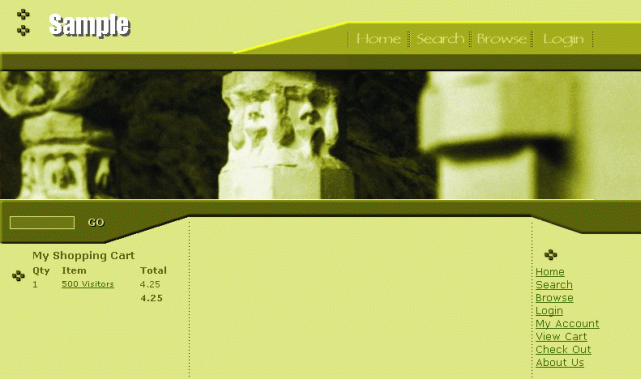 Sample
Home Search Browse Login
GO
My Shopping Cart
Qty Item Total
1 500 Visitors 4.25
4.25
Home
Search
Browse
Login
My Account
View Cart
Check Out
About Us